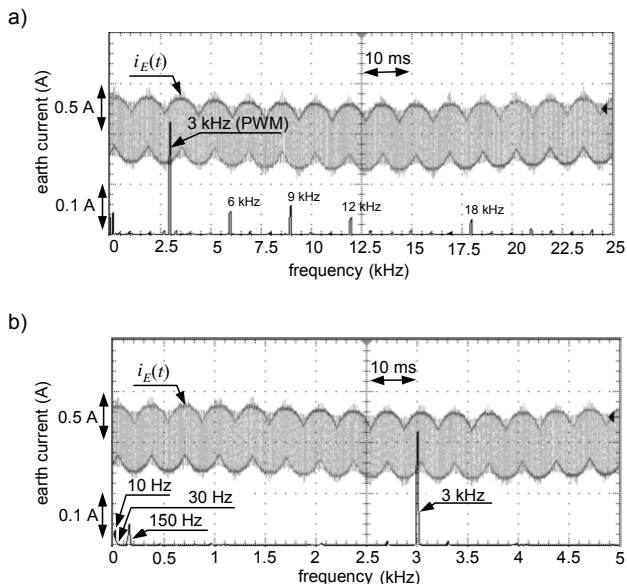 a)
10 ms
i_E(t)
0.5 A
3 kHz (PWM)
earth current (A)
0.1 A
6 kHz
9 kHz
12 kHz
18 kHz
0 2.5 5 7.5 10 12.5 15 17.5 20 22.5 25
frequency (kHz)
b)
10 ms
i_E(t)
0.5 A
earth current (A)
10 Hz
30 Hz
0.1 A
150 Hz
3 kHz
0 0.5 1 1.5 2 2.5 3 3.5 4 4.5 5
frequency (kHz)